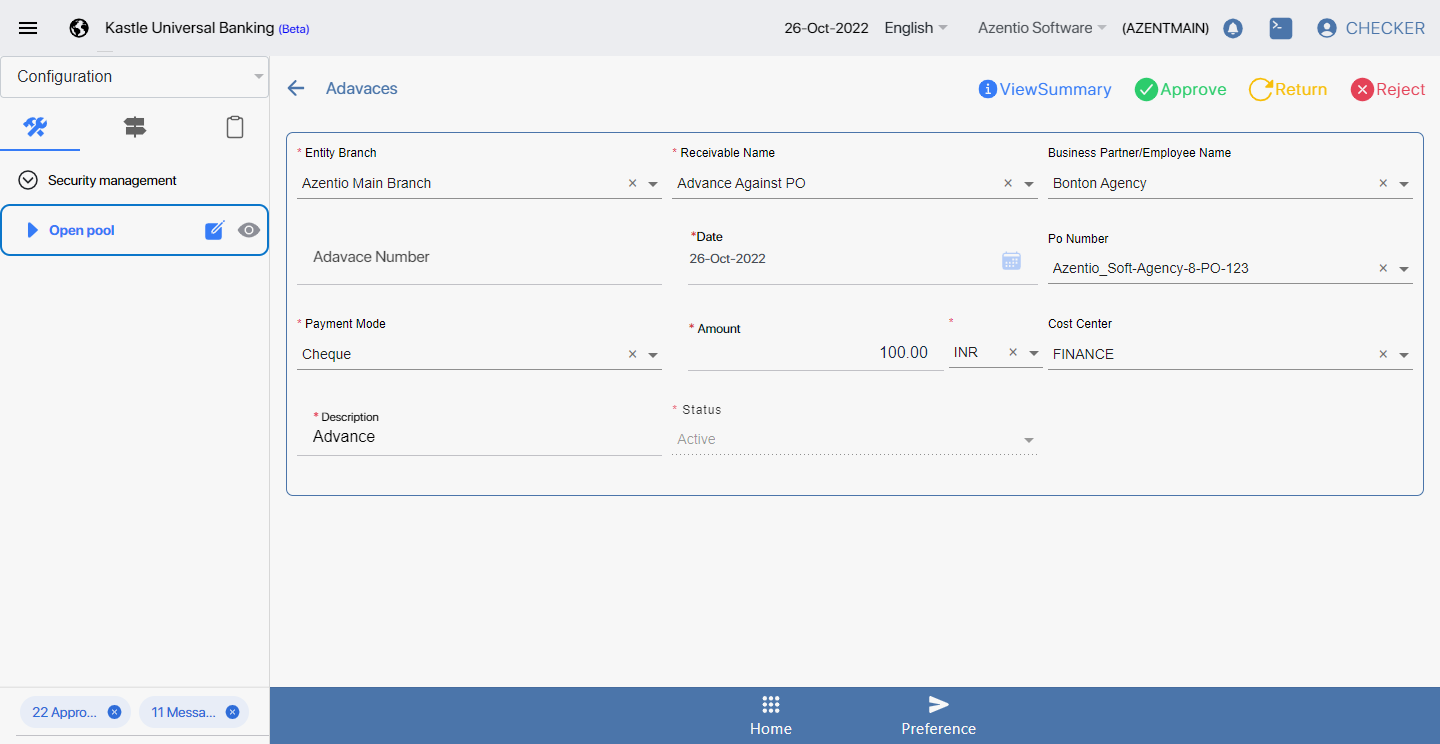 Kastle Universal Banking (Beta)
26-Oct-2022
English
Azentio Software
(AZENTMAIN)
CHECKER
Configuration
Security management
Open pool
Adavaces
ViewSummary
Approve
Return
Reject
* Entity Branch
Azentio Main Branch
* Receivable Name
Advance Against PO
Business Partner/Employee Name
Bonton Agency
Adavace Number
*Date
26-Oct-2022
Po Number
Azentio_Soft-Agency-8-PO-123
* Payment Mode
Cheque
* Amount
100.00
*
INR
Cost Center
FINANCE
* Description
Advance
* Status
Active
22 Appro...
11 Messa...
Home
Preference